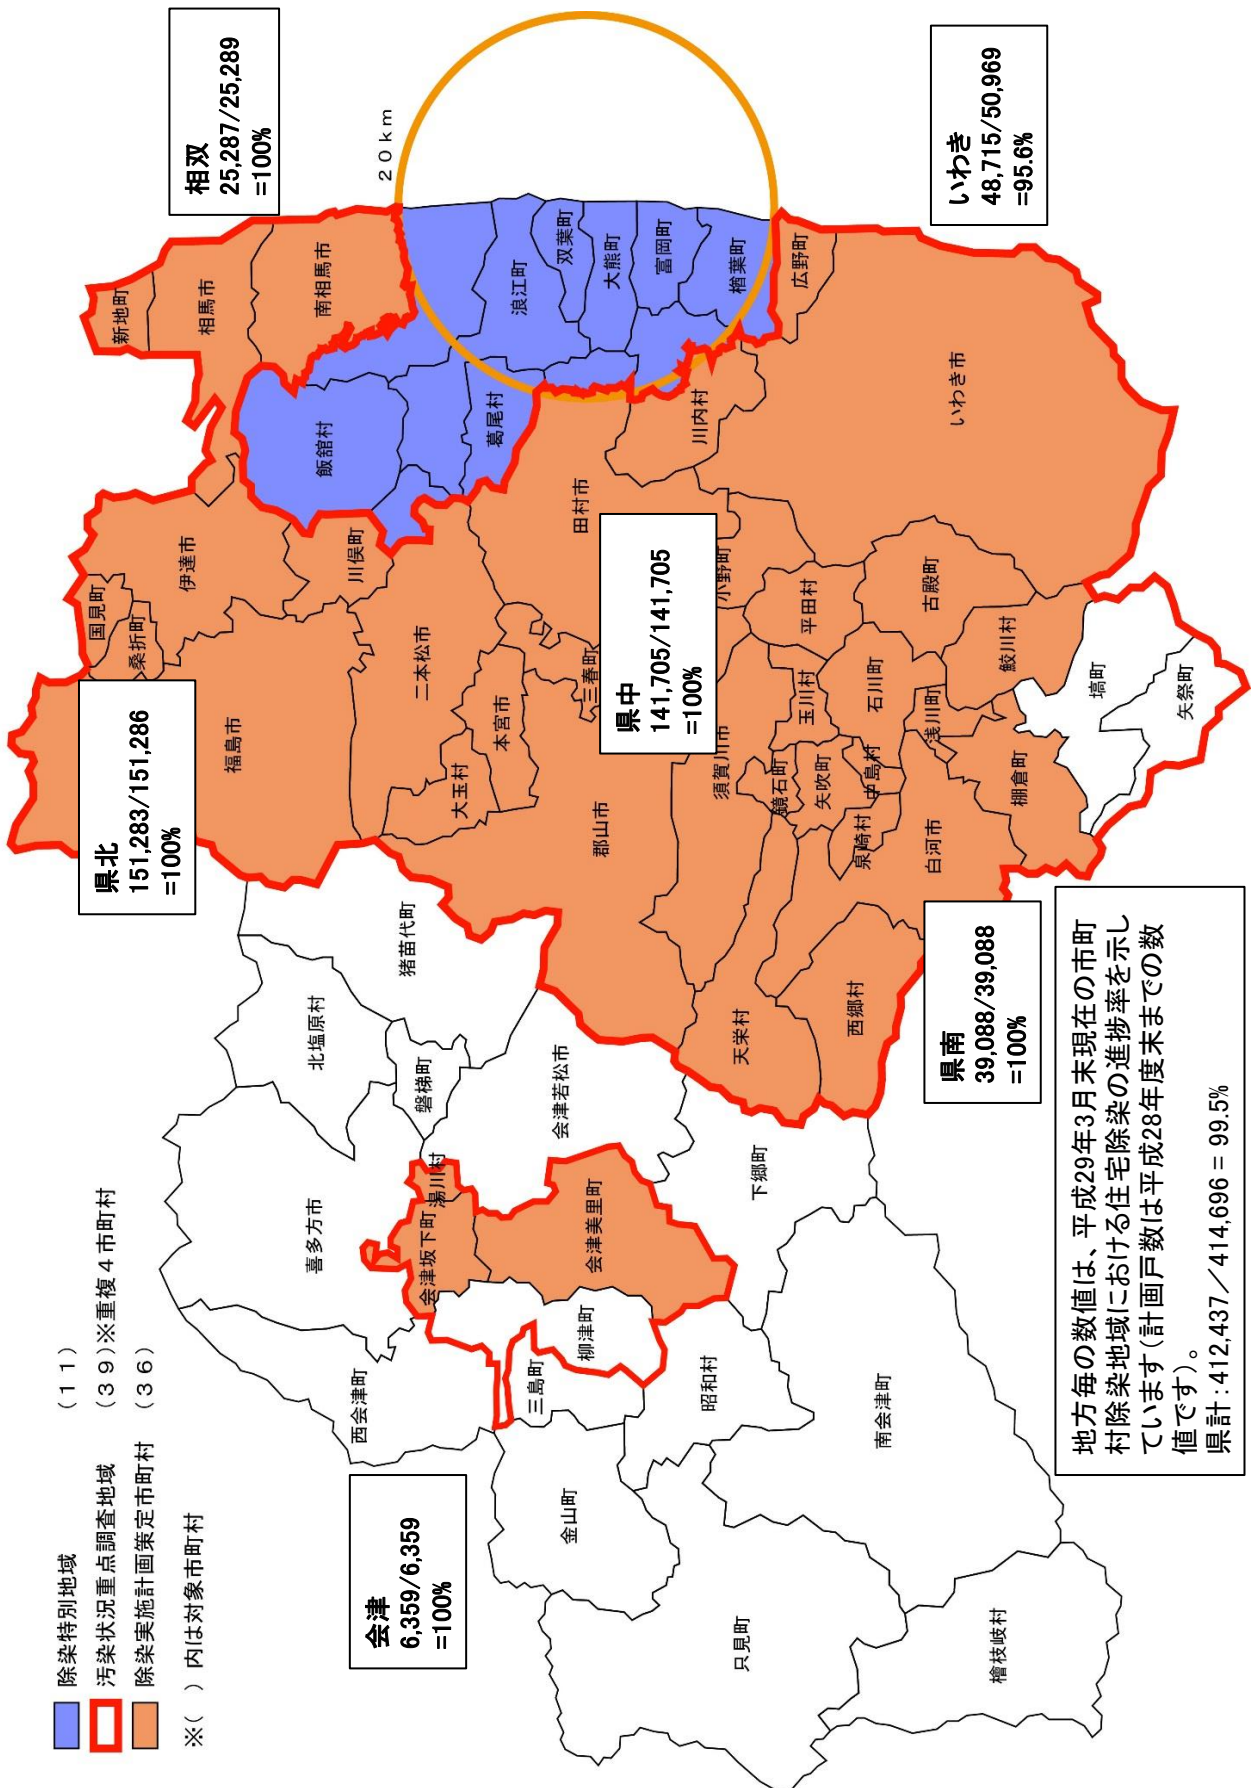 除染特別地域 （１１）
汚染状況重点調査地域 （３９）※重複４市町村
除染実施計画策定市町村 （３６）
※（ ）内は対象市町村
県北
151,283/151,286
=100%
相双
25,287/25,289
=100%
２０ｋｍ
会津
6,359/6,359
=100%
県中
141,705/141,705
=100%
県南
39,088/39,088
=100%
いわき
48,715/50,969
=95.6%
新地町
相馬市
南相馬市
飯舘村
浪江町
双葉町
大熊町
富岡町
楢葉町
広野町
葛尾村
川内村
いわき市
国見町
桑折町
伊達市
川俣町
福島市
二本松市
大玉村
本宮市
三春町
田村市
郡山市
小野町
須賀川市
平田村
玉川村
石川町
古殿町
鏡石町
矢吹町
中島村
浅川町
鮫川村
泉崎村
白河市
棚倉町
塙町
矢祭町
天栄村
西郷村
猪苗代町
北塩原村
磐梯町
会津若松市
喜多方市
湯川村
会津坂下町
会津美里町
下郷町
西会津町
柳津町
三島町
昭和村
金山町
南会津町
只見町
檜枝岐村
地方毎の数値は、平成29年3月末現在の市町
村除染地域における住宅除染の進捗率を示し
ています（計画戸数は平成28年度末までの数
値です）。
県計：412,437／414,696 = 99.5%